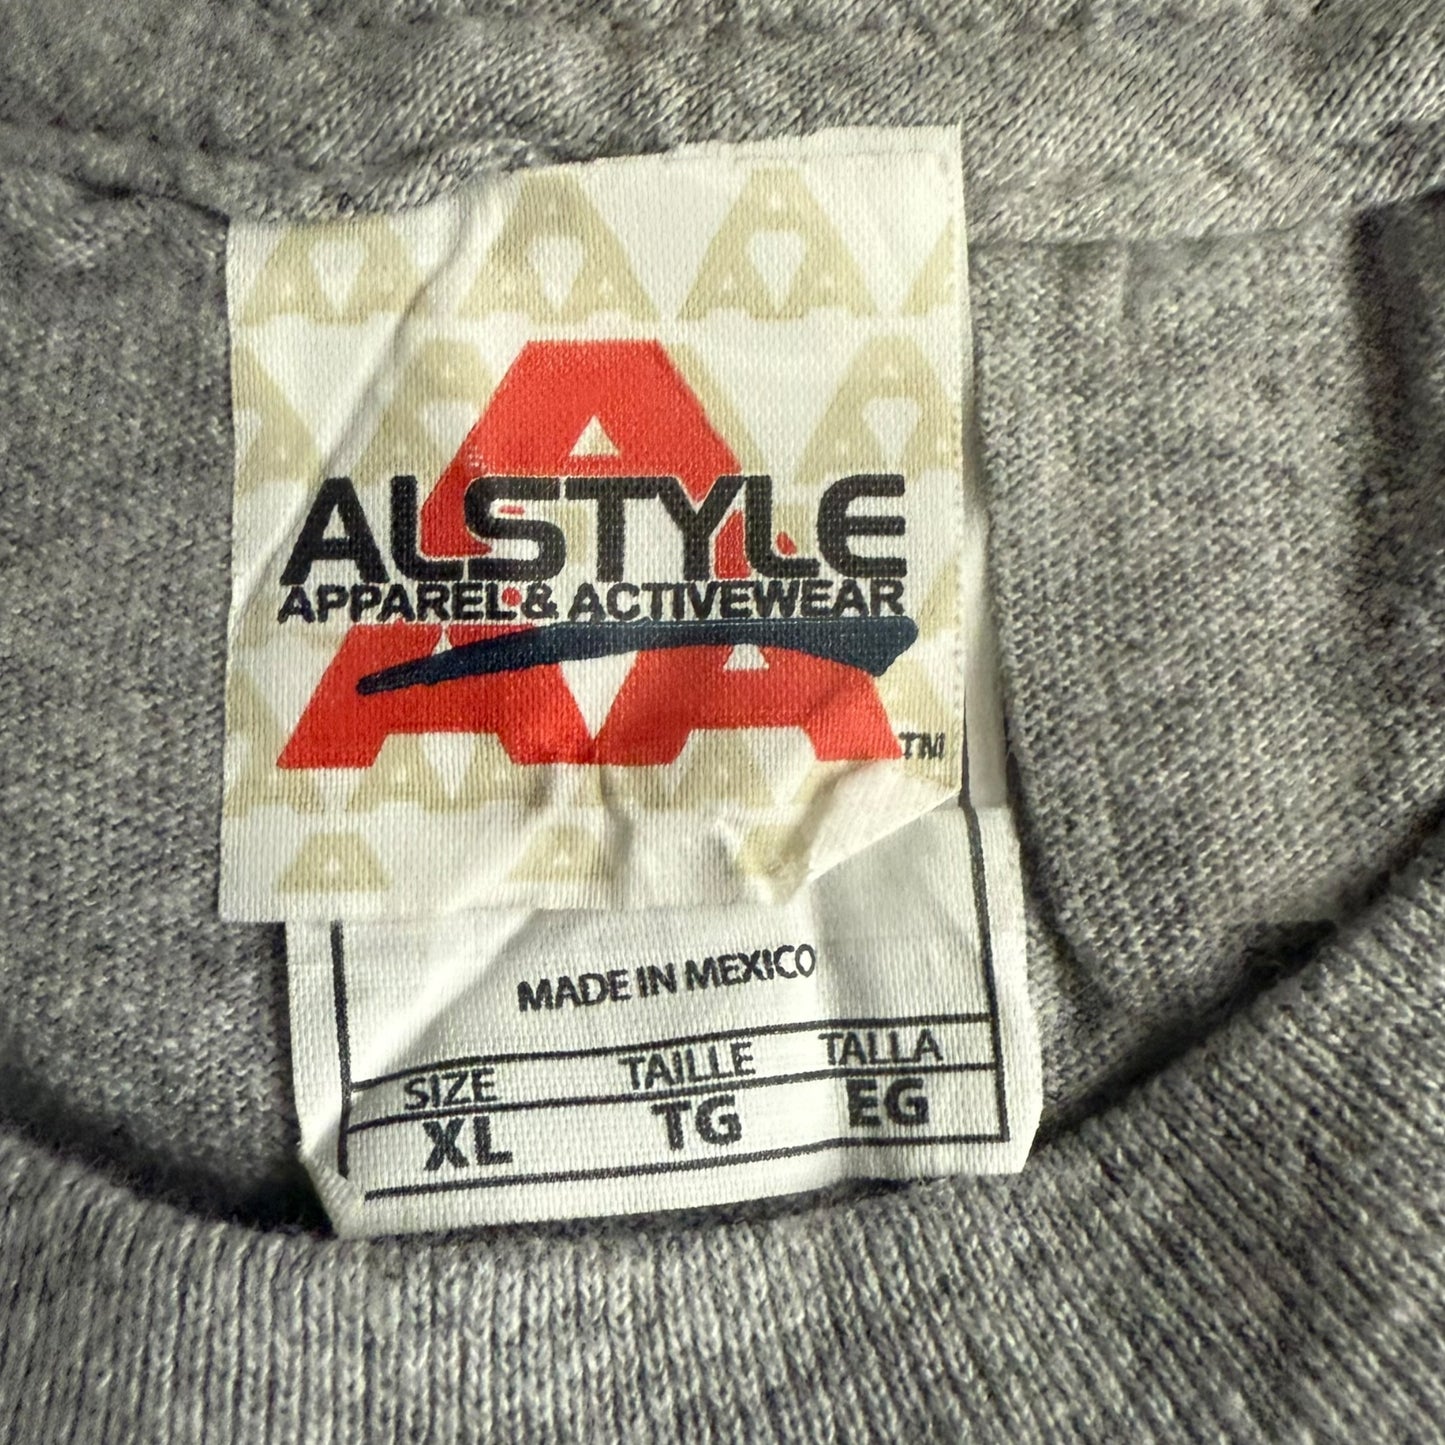 ALSTYLE
APPAREL & ACTIVEWEAR
TM
MADE IN MEXICO
SIZE TAILLE TALLA
XL TG EG